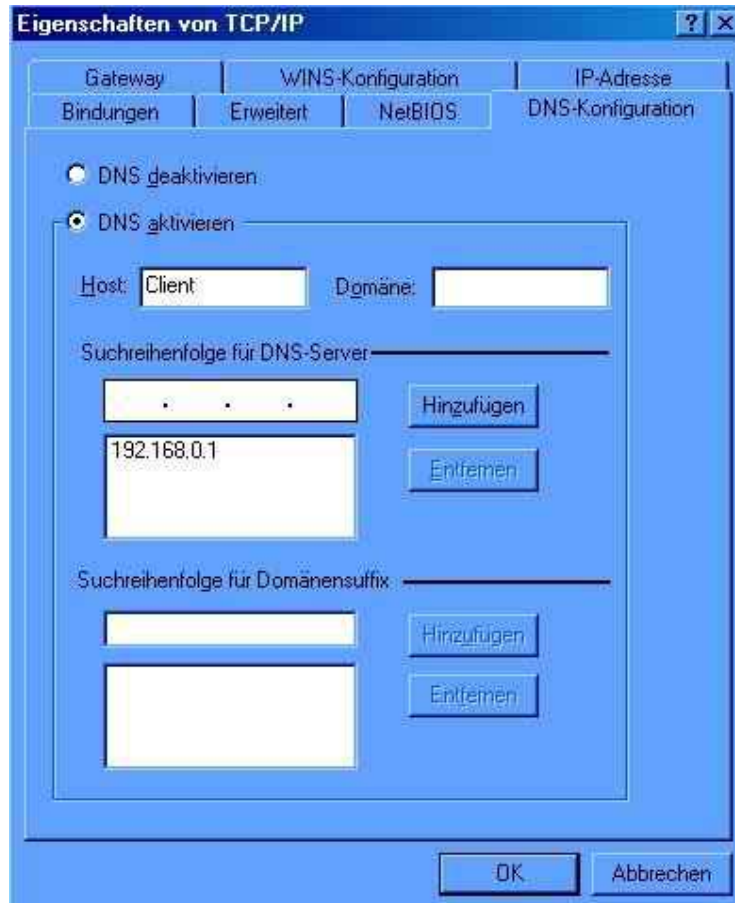 Eigenschaften von TCP/IP
Gateway WINS-Konfiguration IP-Adresse
Bindungen Erweitert NetBIOS DNS-Konfiguration
DNS deaktivieren
DNS aktivieren
Host: Client Domäne:
Suchreihenfolge für DNS-Server
. . .
Hinzufügen
192.168.0.1
Entfernen
Suchreihenfolge für Domänensuffix
Hinzufügen
Entfernen
OK Abbrechen